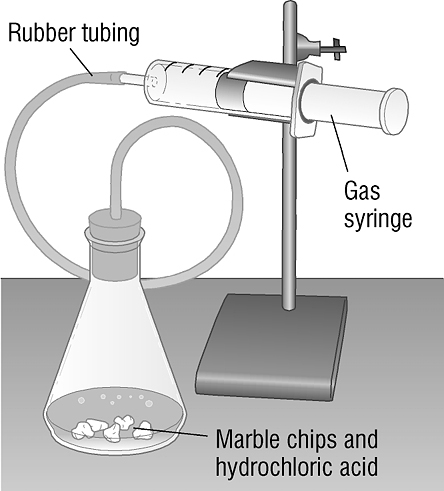 Rubber tubing
Gas
syringe
Marble chips and
hydrochloric acid